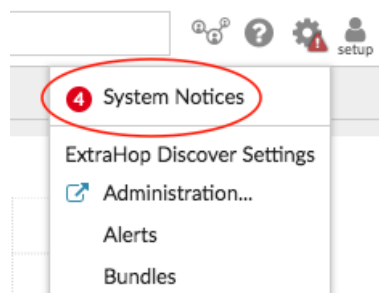 setup
4 System Notices
ExtraHop Discover Settings
Administration...
Alerts
Bundles